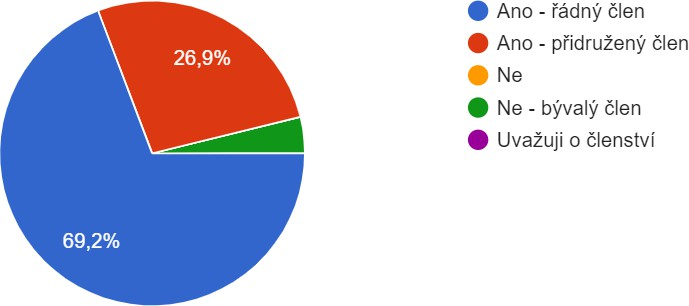 Ano - řádný člen
Ano - přidružený člen
Ne
Ne - bývalý člen
Uvažuji o členství
26,9%
69,2%